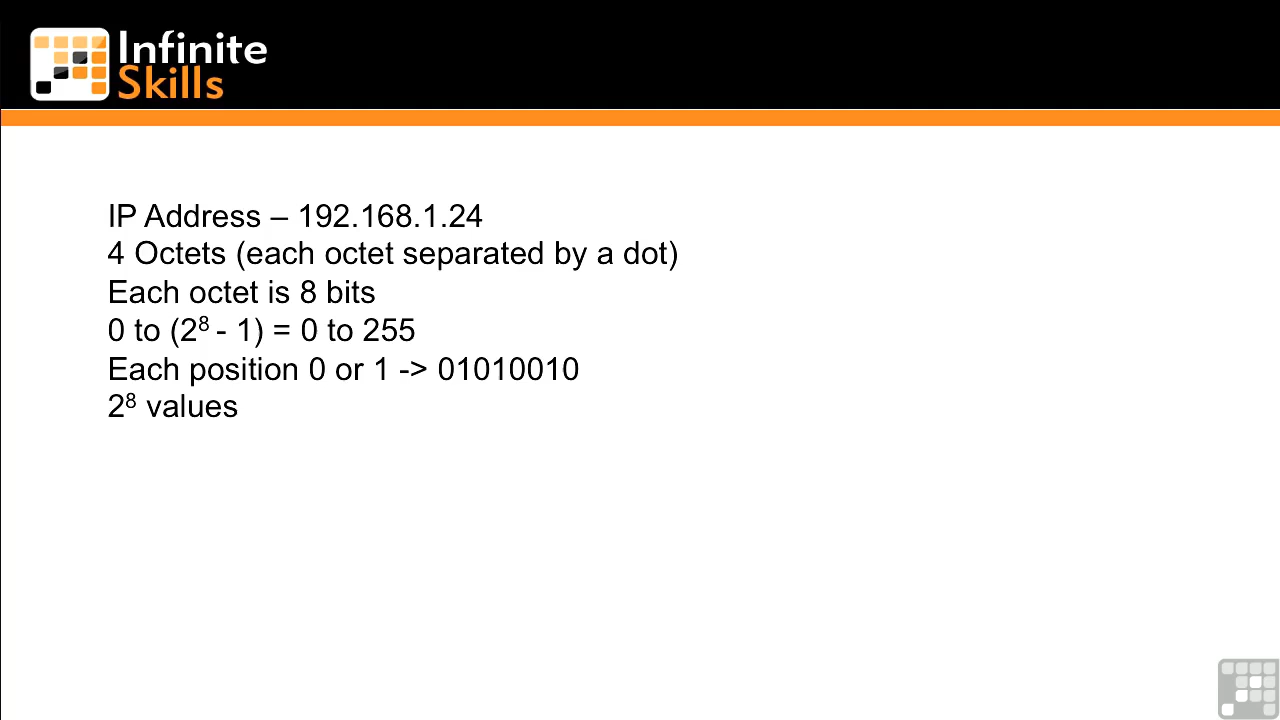 Infinite
Skills
IP Address – 192.168.1.24
4 Octets (each octet separated by a dot)
Each octet is 8 bits
0 to (2⁸ - 1) = 0 to 255
Each position 0 or 1 -> 01010010
2⁸ values